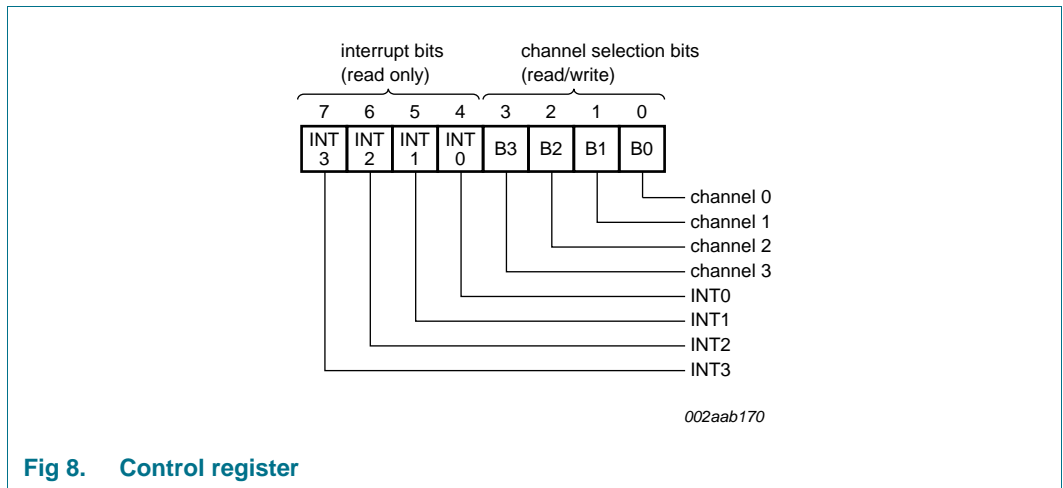 interrupt bits
(read only)
channel selection bits
(read/write)
7 6 5 4 3 2 1 0
INT 3 INT 2 INT 1 INT 0 B3 B2 B1 B0
channel 0
channel 1
channel 2
channel 3
INT0
INT1
INT2
INT3
002aab170
Fig 8. Control register